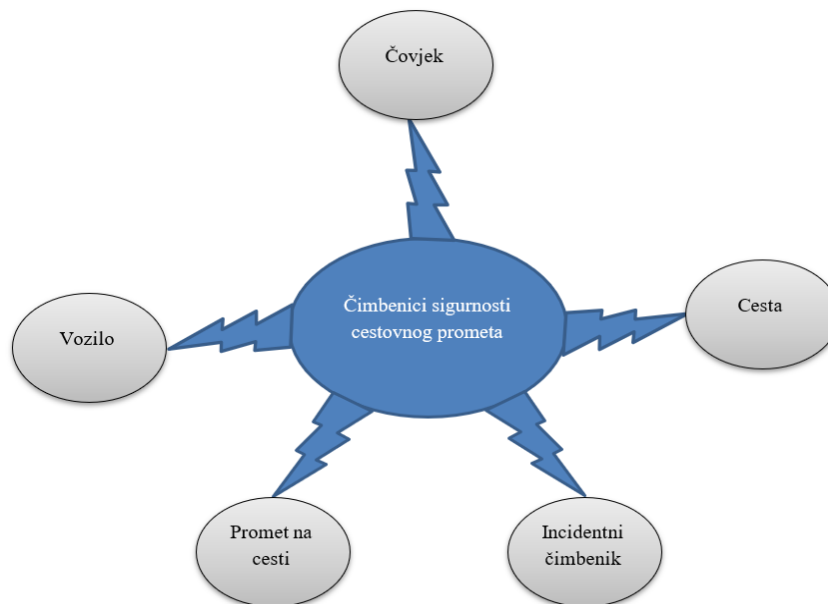 Čovjek
Čimbenici sigurnosti
cestovnog prometa
Cesta
Vozilo
Promet na
cesti
Incidentni
čimbenik